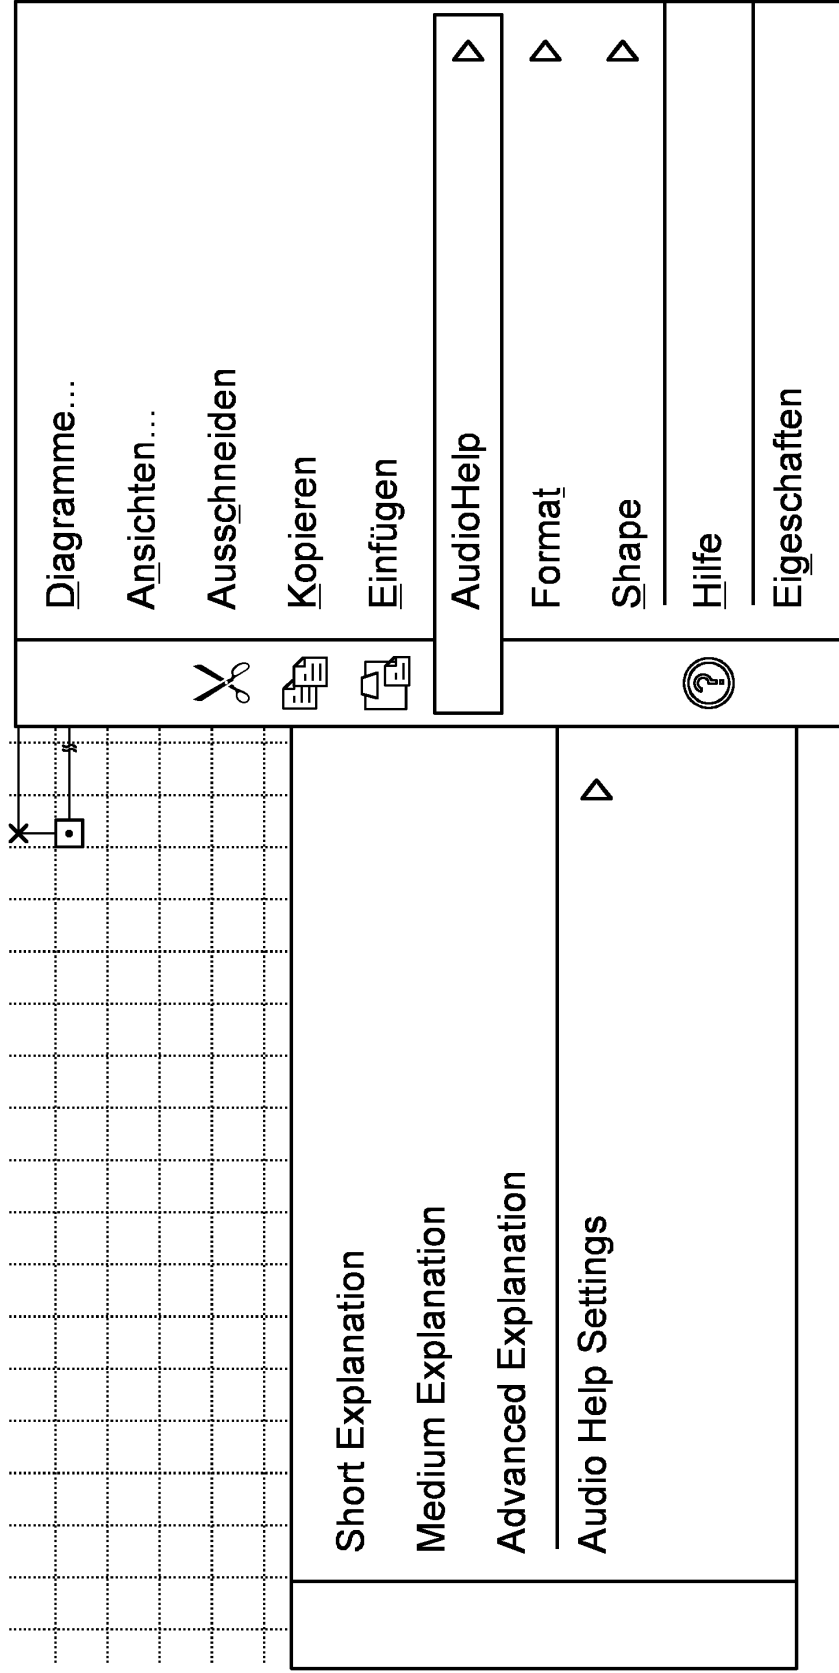 Diagramme...
Ansichten...
Ausschneiden
Kopieren
Einfügen
AudioHelp
Format
Shape
Hilfe
Eigeschaften
Short Explanation
Medium Explanation
Advanced Explanation
Audio Help Settings